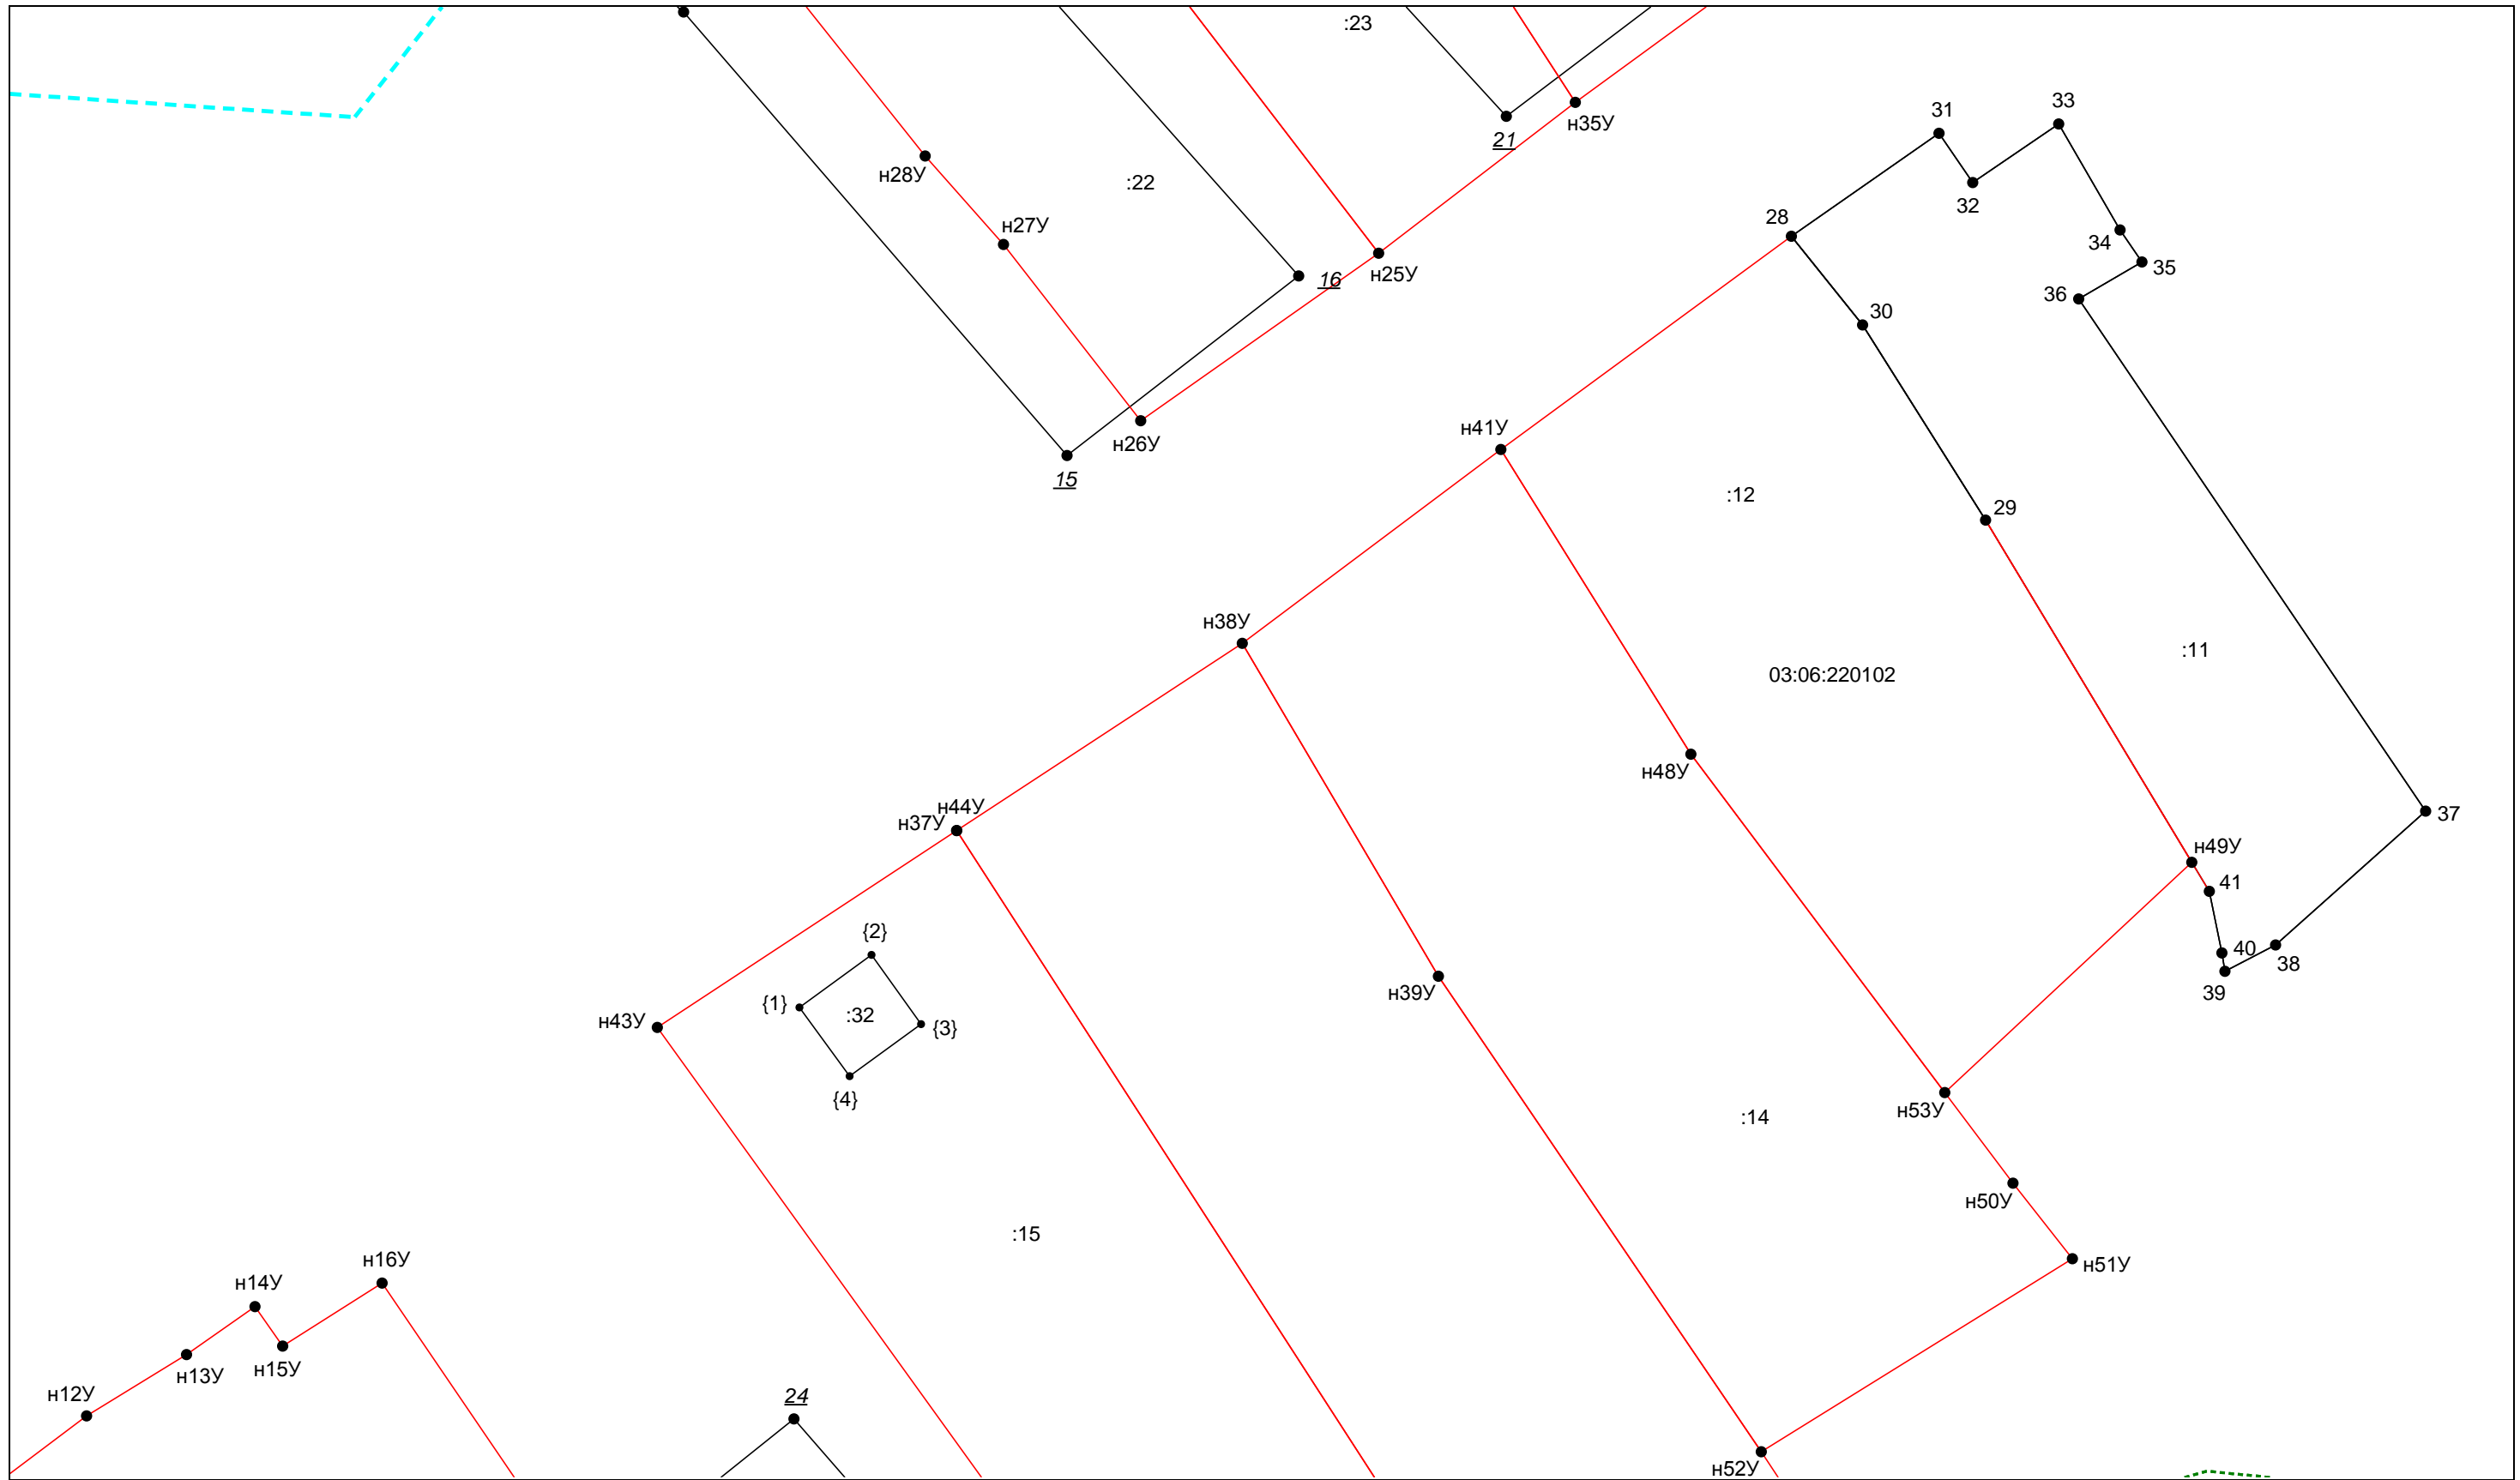 :23
31
33
н35У
21
н28У
:22
32
28
н27У
34
35
н25У
16
36
30
н41У
н26У
15
:12
29
н38У
:11
03:06:220102
н48У
н44У
н37У
37
н49У
41
{2}
40
38
{1}
:32
{3}
н43У
н39У
39
{4}
н53У
:14
н50У
:15
н16У
н51У
н14У
н13У
н15У
н12У
24
н52У